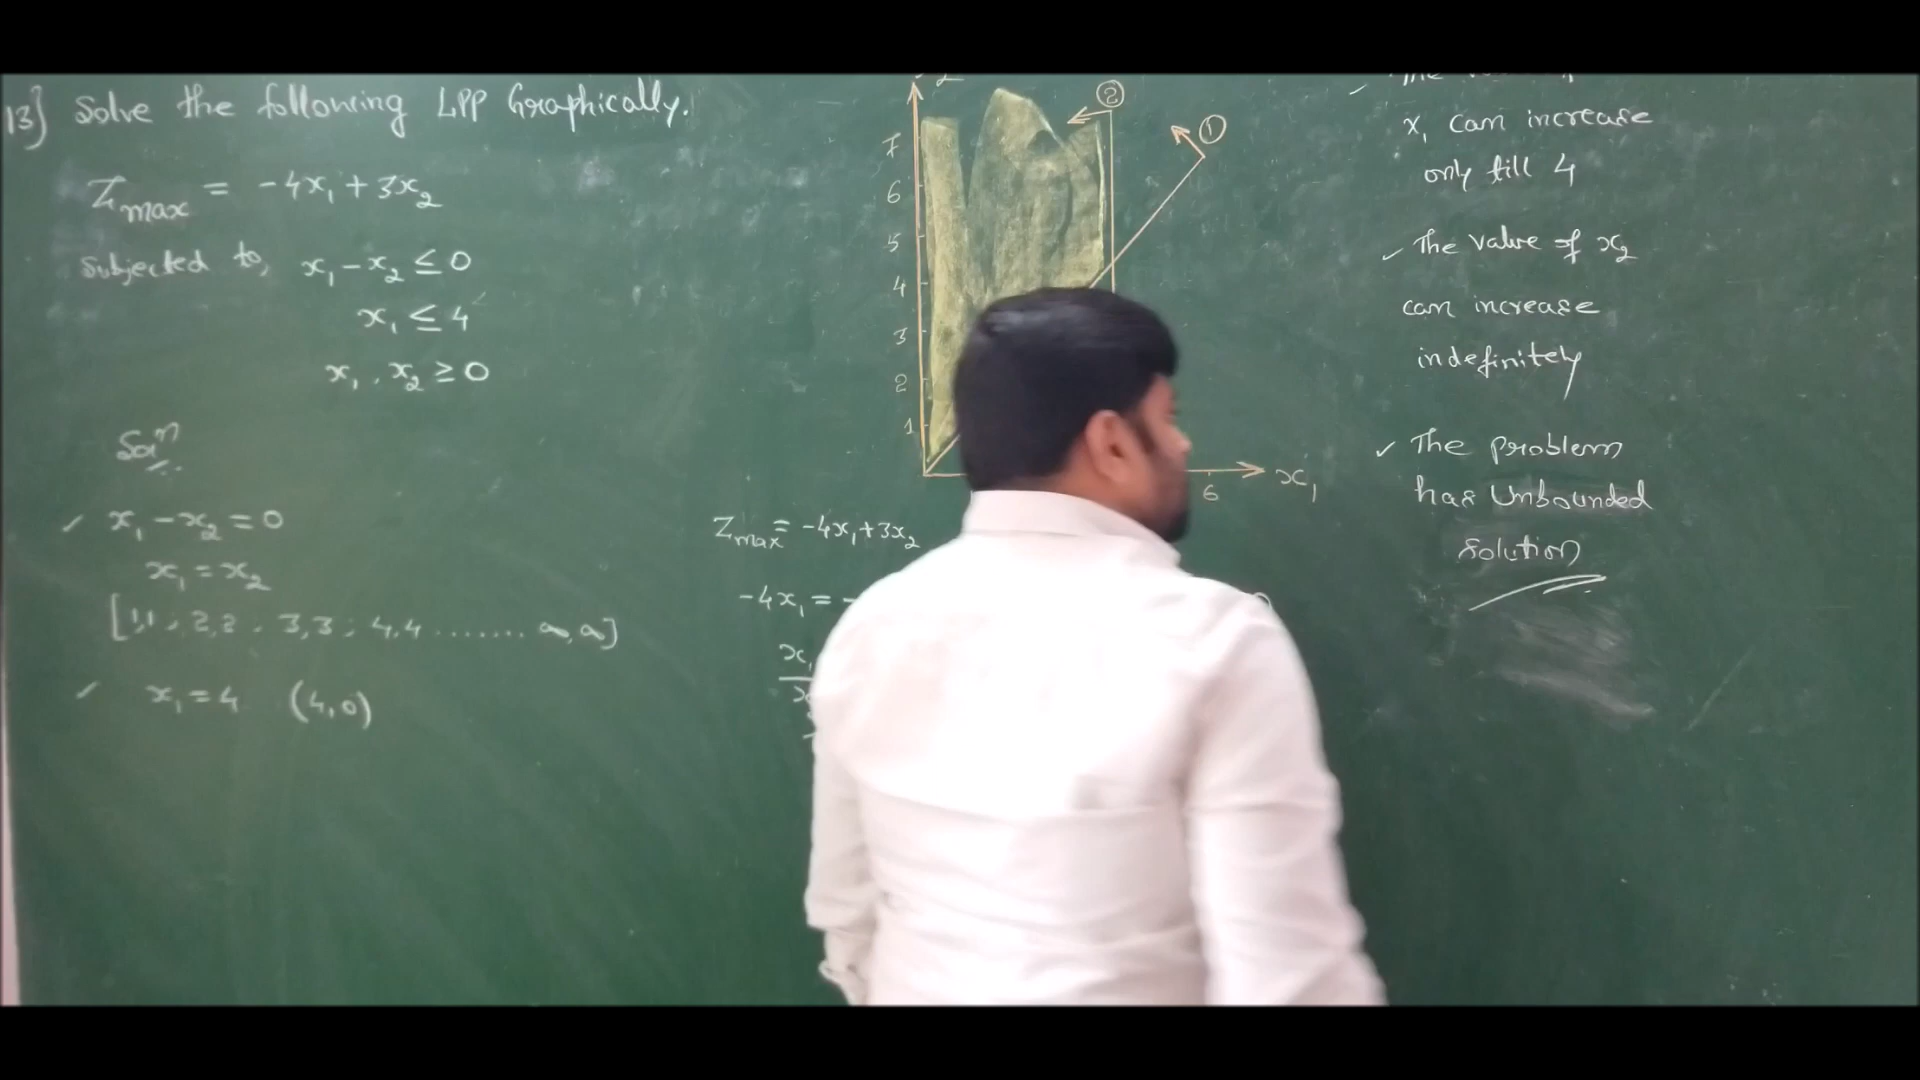 13] Solve the following LPP Graphically.
Zmax = -4x₁ + 3x₂
Subjected to, x₁ - x₂ ≤ 0
x₁ ≤ 4
x₁, x₂ ≥ 0
Solⁿ
✓ x₁ - x₂ = 0
x₁ = x₂
[1,1; 2,2; 3,3; 4,4 ....... ∞,∞]
✓ x₁ = 4 (4,0)
②
①
7
6
5
4
3
2
1
6
x₁
Zmax = -4x₁ + 3x₂
-4x₁ = -
x₁
x₁ can increase
only till 4
✓ The value of x₂
can increase
indefinitely
✓ The problem
has Unbounded
solution